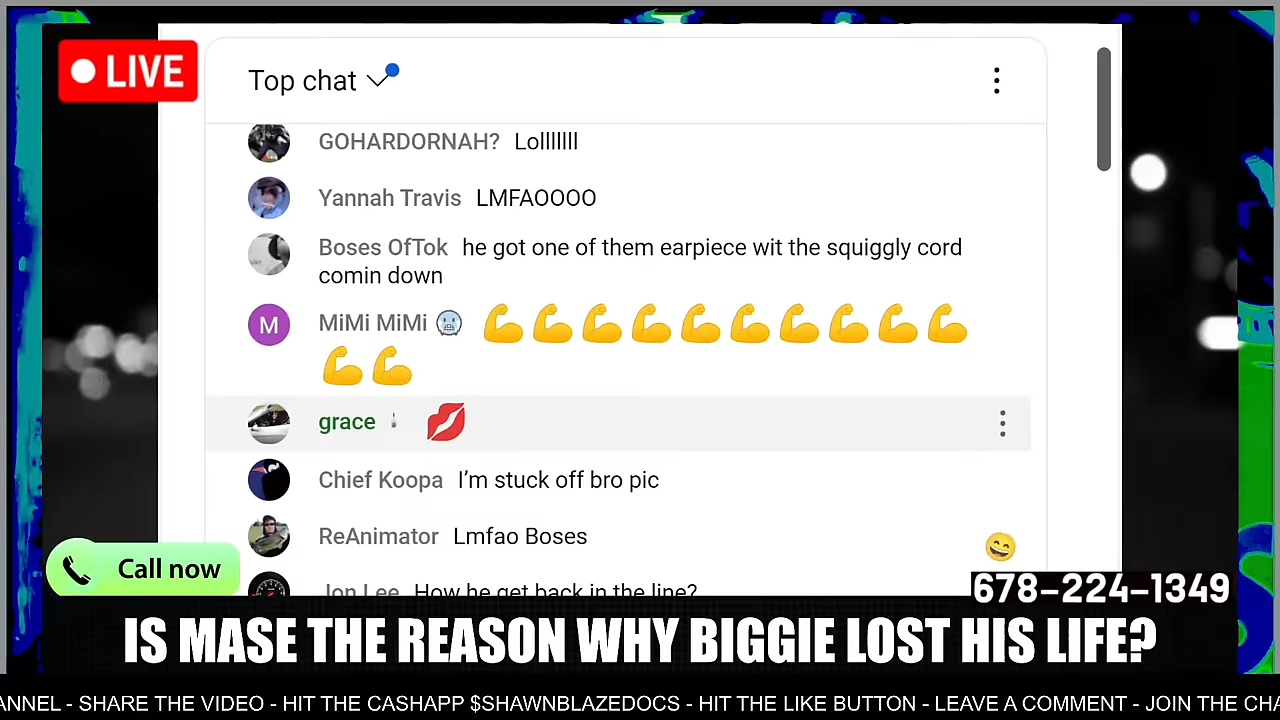 LIVE
Top chat
GOHARDORNAH? Lolllllll
Yannah Travis LMFAOOOO
Boses OfTok he got one of them earpiece wit the squiggly cord
comin down
M MiMi MiMi 🥶 💪💪💪💪💪💪💪💪💪💪
💪💪
grace 💋
Chief Koopa I’m stuck off bro pic
ReAnimator Lmfao Boses
Jon Lee How he get back in the line?
Call now
678-224-1349
IS MASE THE REASON WHY BIGGIE LOST HIS LIFE?
ANNEL - SHARE THE VIDEO - HIT THE CASHAPP $SHAWNBLAZEDOCS - HIT THE LIKE BUTTON - LEAVE A COMMENT - JOIN THE CHA